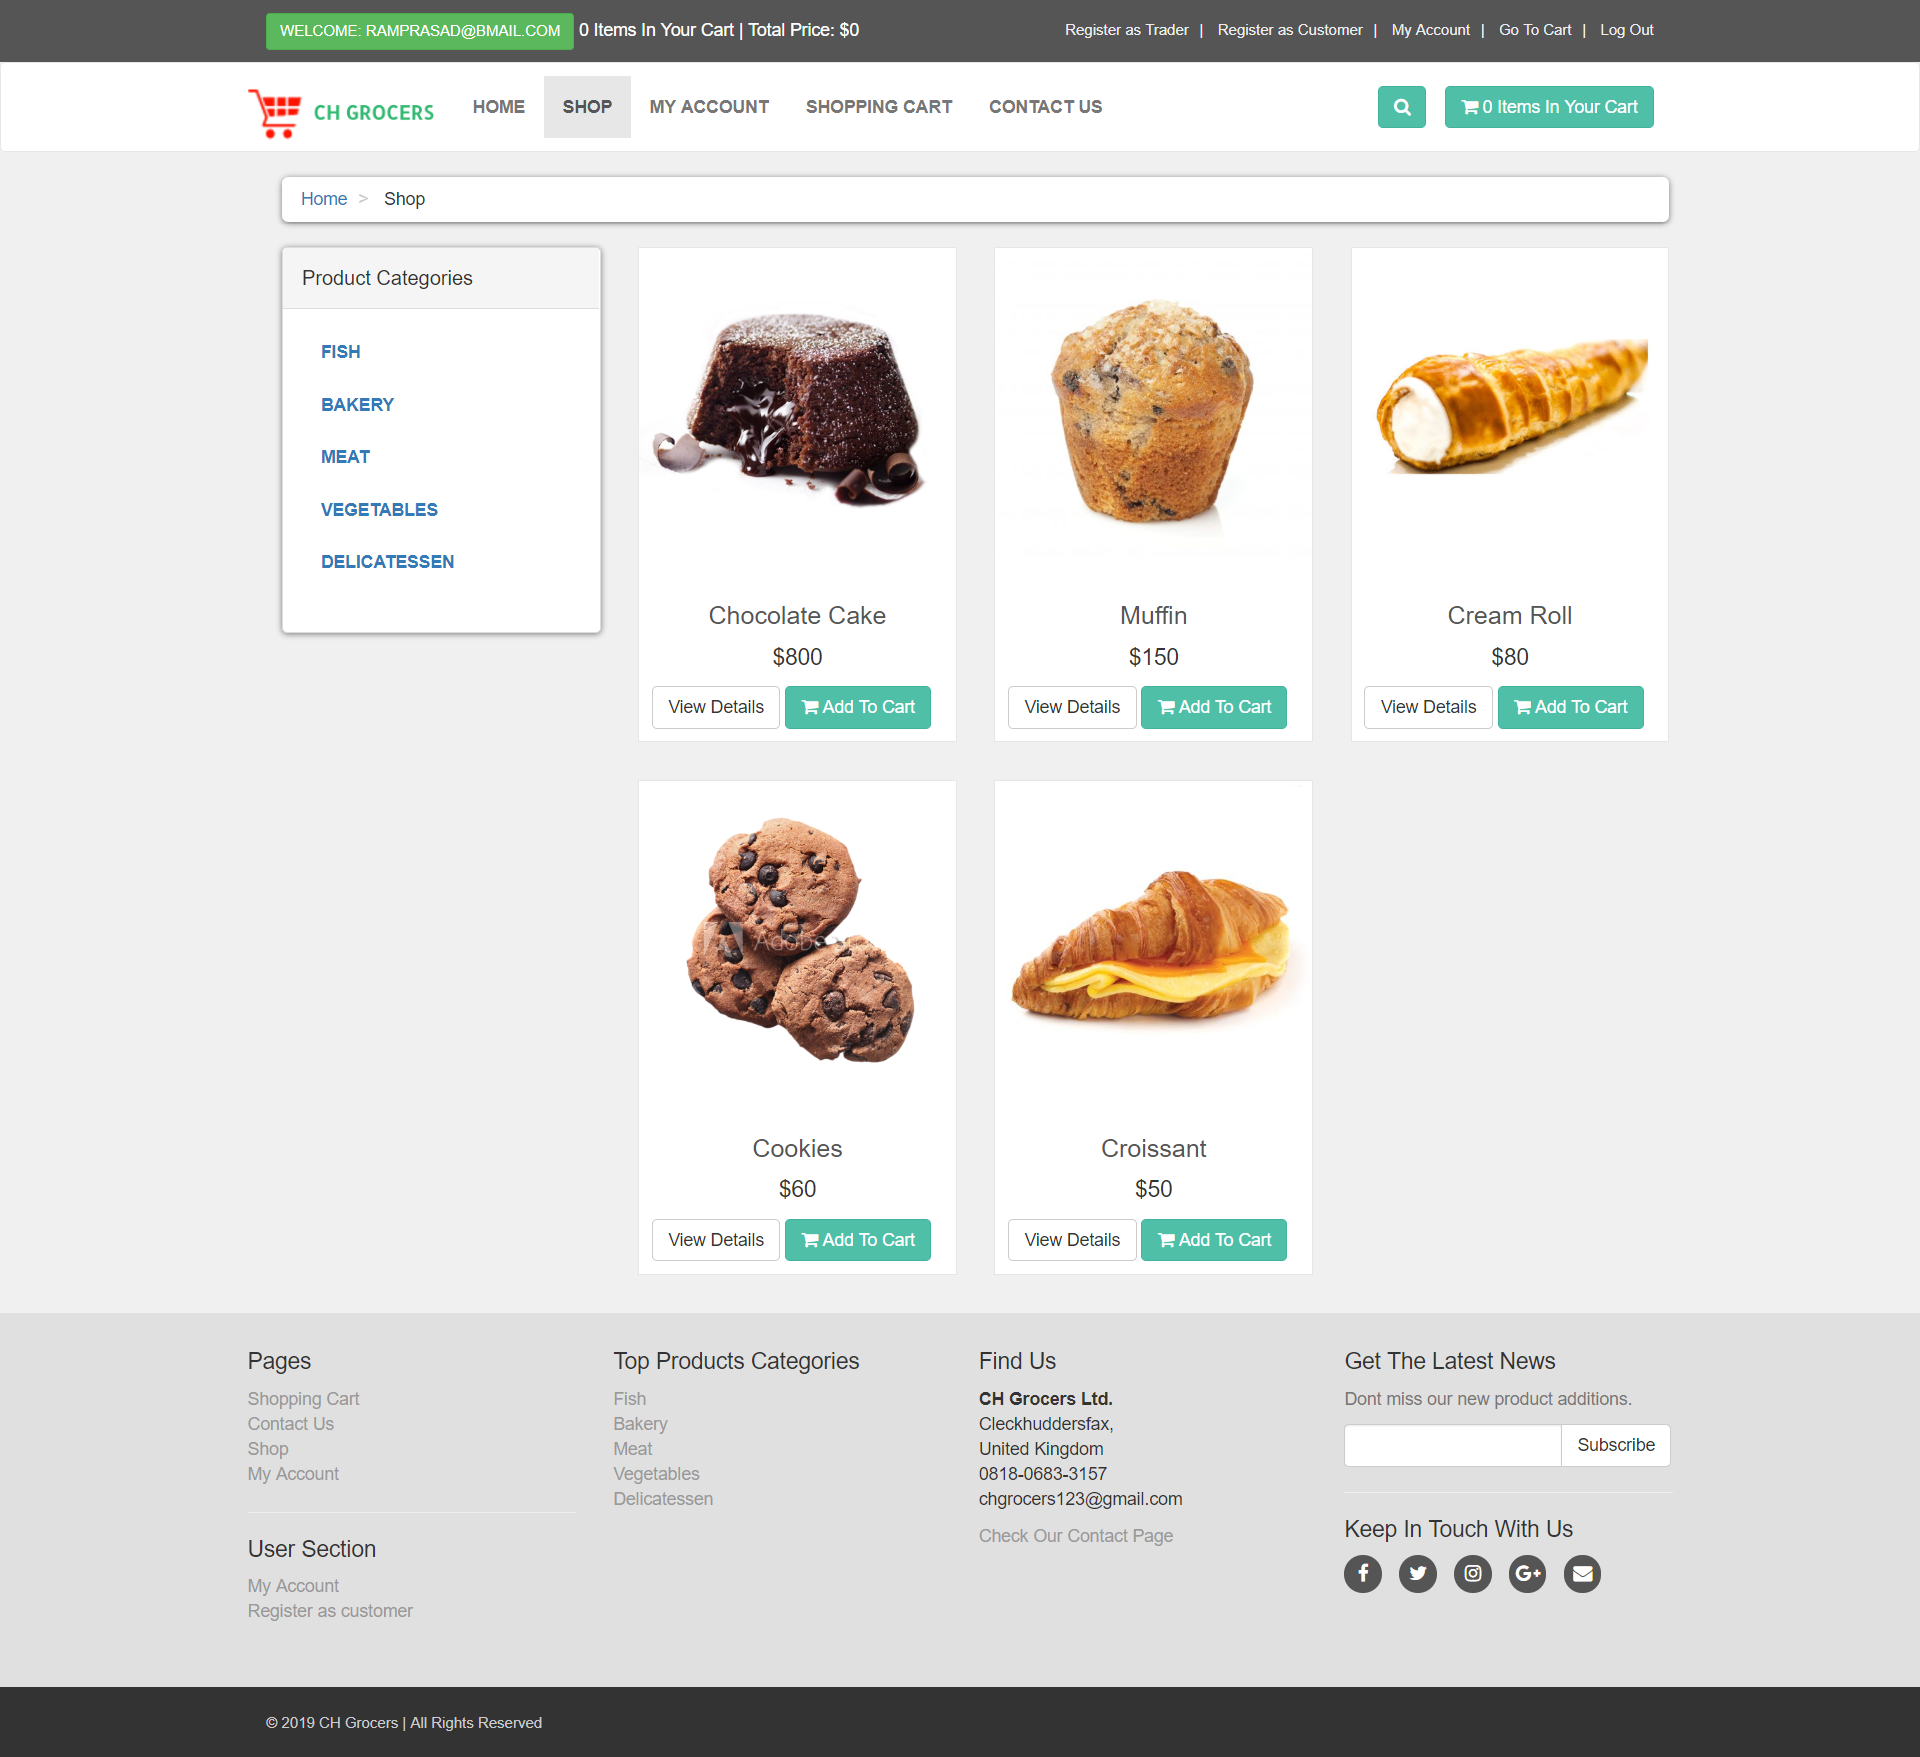 WELCOME: RAMPRASAD@BMAIL.COM 0 Items In Your Cart | Total Price: $0
Register as Trader | Register as Customer | My Account | Go To Cart | Log Out
CH GROCERS HOME SHOP MY ACCOUNT SHOPPING CART CONTACT US
0 Items In Your Cart
Home > Shop
Product Categories
FISH
BAKERY
MEAT
VEGETABLES
DELICATESSEN
Chocolate Cake
$800
View Details Add To Cart
Muffin
$150
View Details Add To Cart
Cream Roll
$80
View Details Add To Cart
Cookies
$60
View Details Add To Cart
Croissant
$50
View Details Add To Cart
Pages
Shopping Cart
Contact Us
Shop
My Account
User Section
My Account
Register as customer
Top Products Categories
Fish
Bakery
Meat
Vegetables
Delicatessen
Find Us
CH Grocers Ltd.
Cleckhuddersfax,
United Kingdom
0818-0683-3157
chgrocers123@gmail.com
Check Our Contact Page
Get The Latest News
Dont miss our new product additions.
Subscribe
Keep In Touch With Us
© 2019 CH Grocers | All Rights Reserved